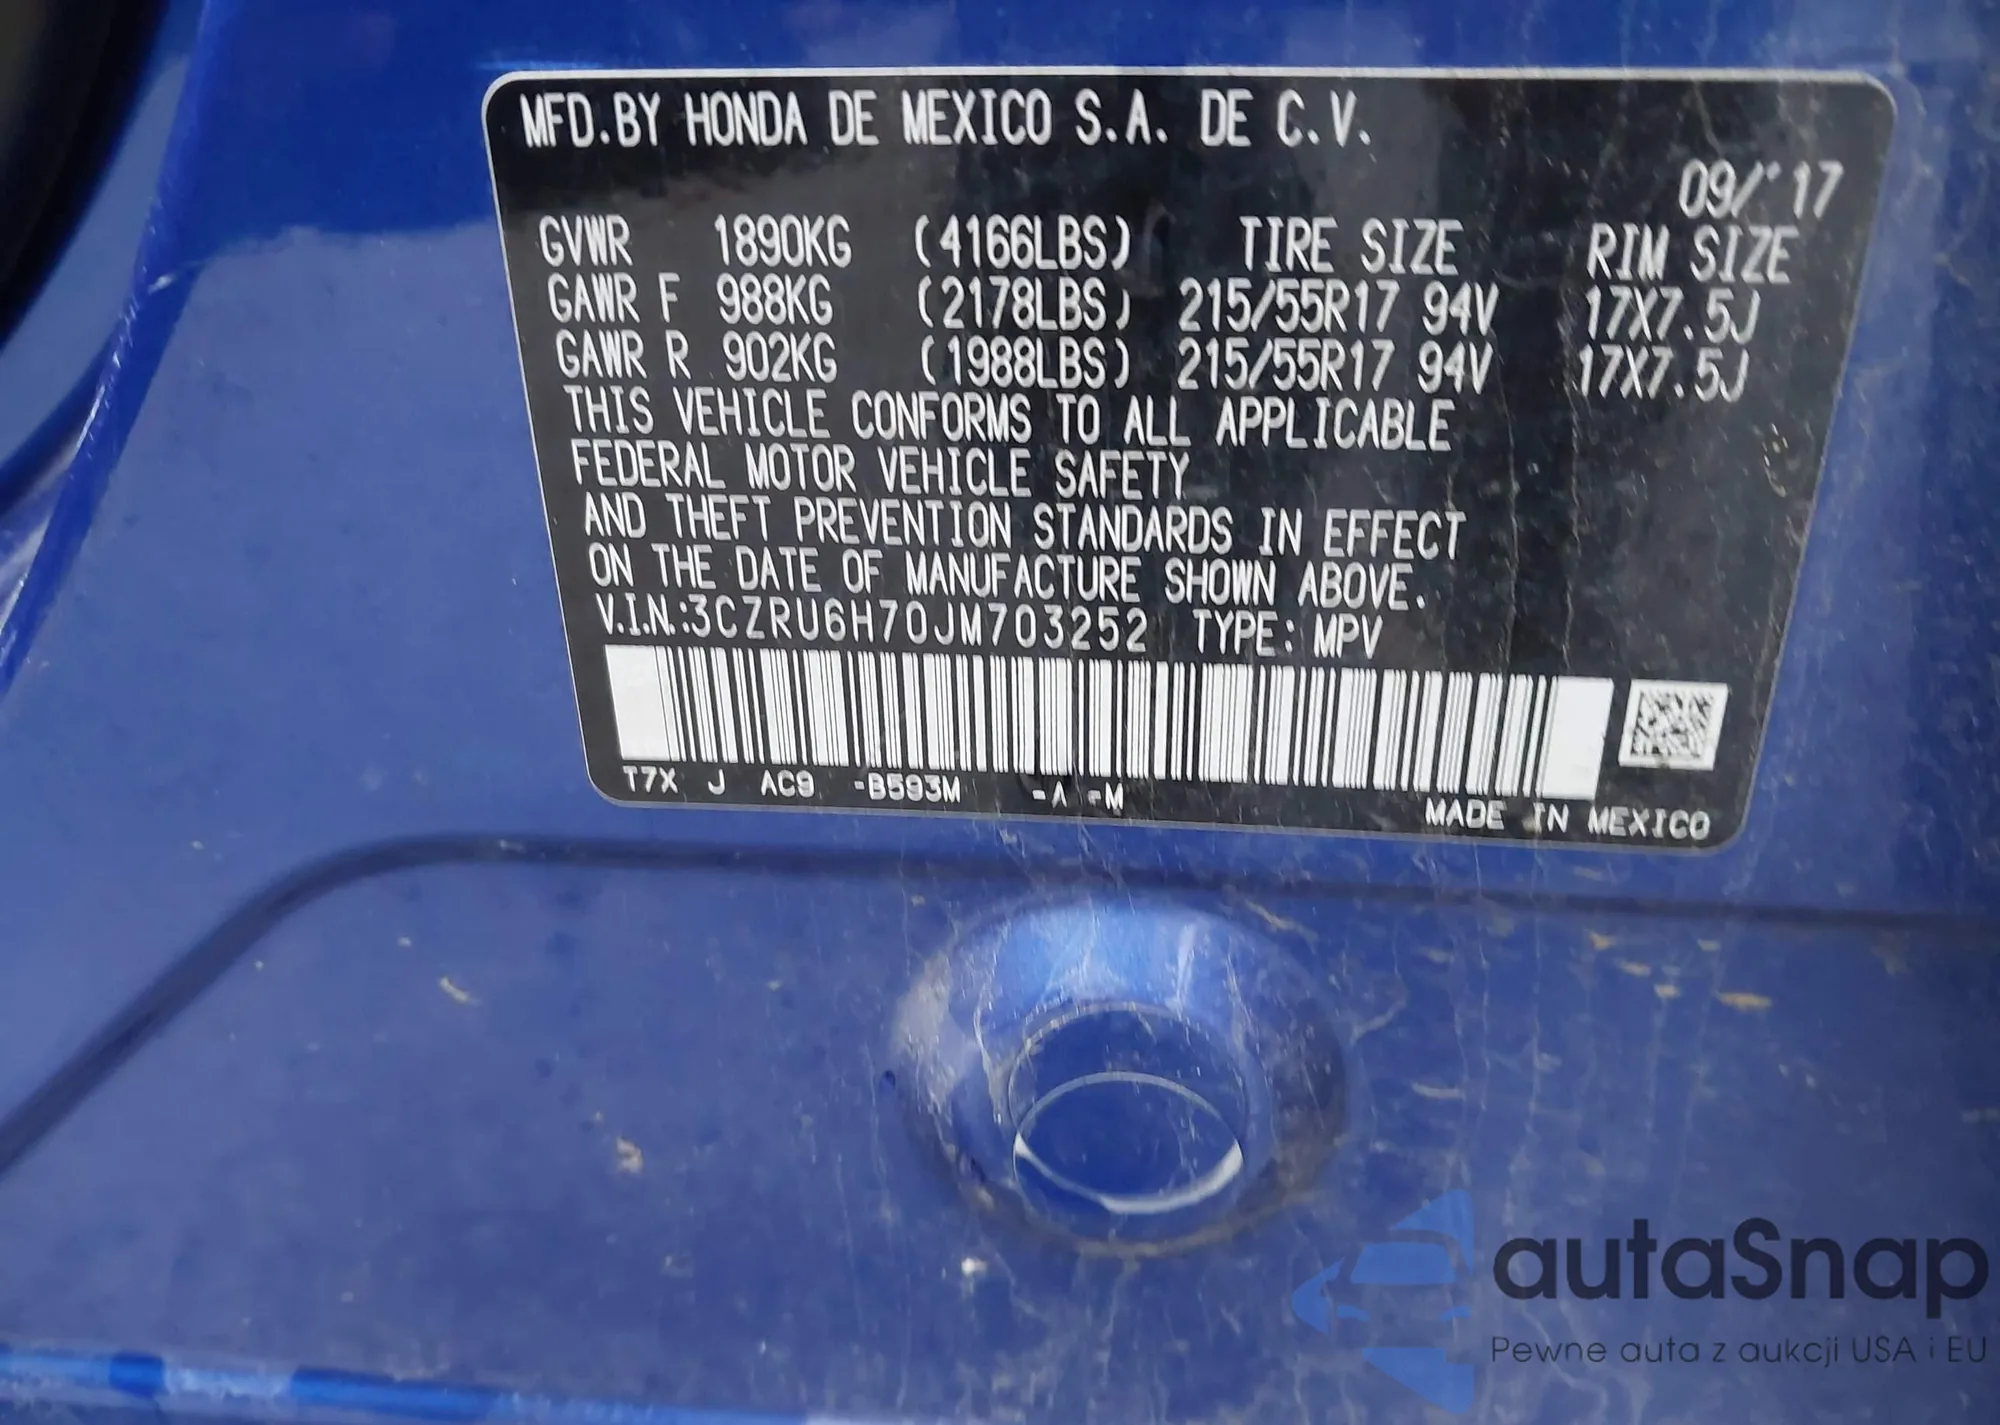 MFD.BY HONDA DE MEXICO S.A. DE C.V.
09/'17
GVWR 1890KG (4166LBS) TIRE SIZE RIM SIZE
GAWR F 988KG (2178LBS) 215/55R17 94V 17X7.5J
GAWR R 902KG (1988LBS) 215/55R17 94V 17X7.5J
THIS VEHICLE CONFORMS TO ALL APPLICABLE
FEDERAL MOTOR VEHICLE SAFETY
AND THEFT PREVENTION STANDARDS IN EFFECT
ON THE DATE OF MANUFACTURE SHOWN ABOVE.
V.I.N.:3CZRU6H70JM703252 TYPE: MPV
T7X J AC9 -B593M -A -M
MADE IN MEXICO
autaSnap
Pewne auta z aukcji USA i EU